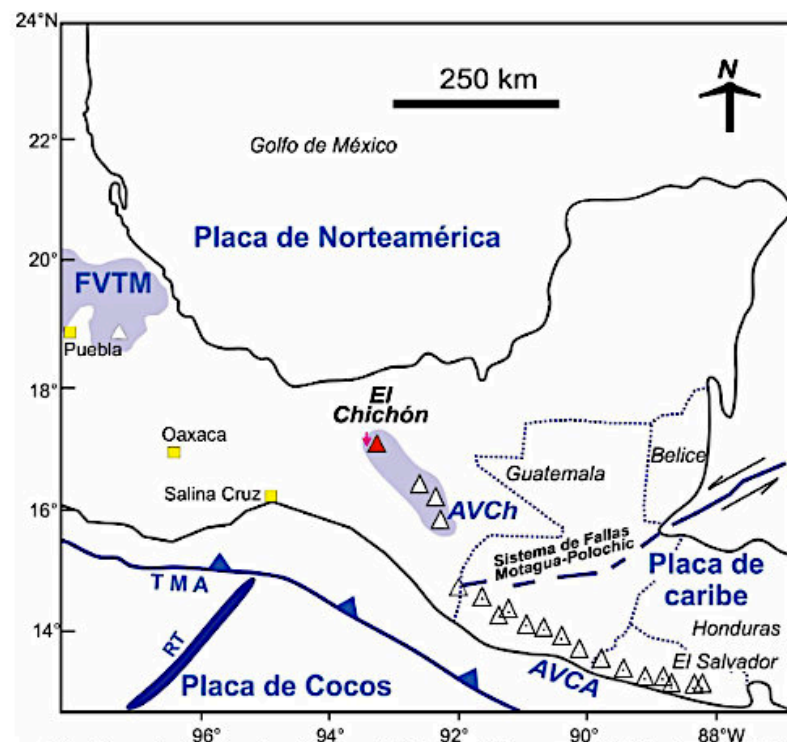 24°N
250 km
N
22°
Golfo de México
Placa de Norteamérica
20°
FVTM
Puebla
18°
El
Chichón
Oaxaca
Salina Cruz
AVCh
Guatemala
Belice
16°
Sistema de Fallas
Motagua-Polochic
Placa de
caribe
TMA
14°
RT
Honduras
El Salvador
AVCA
Placa de Cocos
96°
94°
92°
90°
88°W